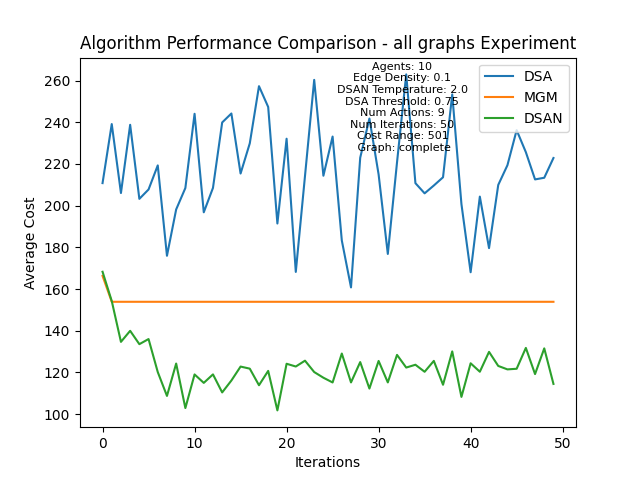 Algorithm Performance Comparison - all graphs Experiment
Agents: 10
Edge Density: 0.1
DSAN Temperature: 2.0
DSA Threshold: 0.75
Num Actions: 9
Num Iterations: 50
Cost Range: 501
Graph: complete
DSA
MGM
DSAN
Average Cost
260
240
220
200
180
160
140
120
100
0
10
20
30
40
50
Iterations